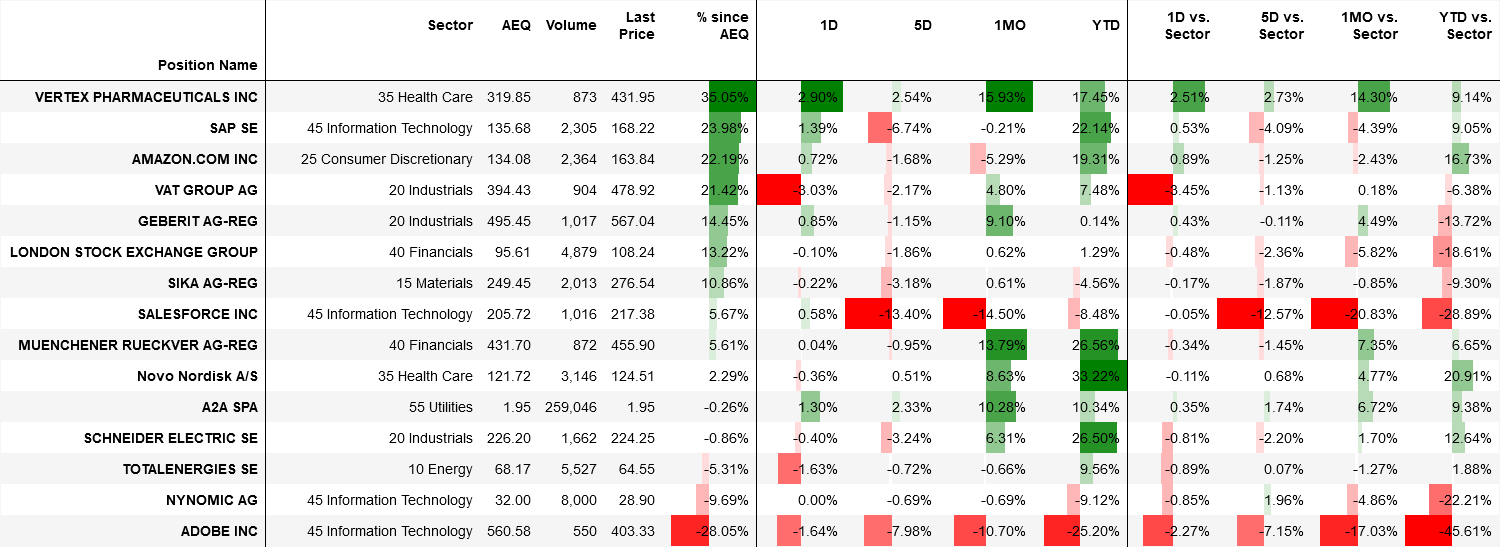 Position Name Sector AEQ Volume Last Price % since AEQ 1D 5D 1MO YTD 1D vs. Sector 5D vs. Sector 1MO vs. Sector YTD vs. Sector
VERTEX PHARMACEUTICALS INC 35 Health Care 319.85 873 431.95 35.05% 2.90% 2.54% 15.93% 17.45% 2.51% 2.73% 14.30% 9.14%
SAP SE 45 Information Technology 135.68 2,305 168.22 23.98% 1.39% -6.74% -0.21% 22.14% 0.53% -4.09% -4.39% 9.05%
AMAZON.COM INC 25 Consumer Discretionary 134.08 2,364 163.84 22.19% 0.72% -1.68% -5.29% 19.31% 0.89% -1.25% -2.43% 16.73%
VAT GROUP AG 20 Industrials 394.43 904 478.92 21.42% -3.03% -2.17% 4.80% 7.48% -3.45% -1.13% 0.18% -6.38%
GEBERIT AG-REG 20 Industrials 495.45 1,017 567.04 14.45% 0.85% -1.15% 9.10% 0.14% 0.43% -0.11% 4.49% -13.72%
LONDON STOCK EXCHANGE GROUP 40 Financials 95.61 4,879 108.24 13.22% -0.10% -1.86% 0.62% 1.29% -0.48% -2.36% -5.82% -18.61%
SIKA AG-REG 15 Materials 249.45 2,013 276.54 10.86% -0.22% -3.18% 0.61% -4.56% -0.17% -1.87% -0.85% -9.30%
SALESFORCE INC 45 Information Technology 205.72 1,016 217.38 5.67% 0.58% -13.40% -14.50% -8.48% -0.05% -12.57% -20.83% -28.89%
MUENCHENER RUECKVER AG-REG 40 Financials 431.70 872 455.90 5.61% 0.04% -0.95% 13.79% 26.56% -0.34% -1.45% 7.35% 6.65%
Novo Nordisk A/S 35 Health Care 121.72 3,146 124.51 2.29% -0.36% 0.51% 8.63% 33.22% -0.11% 0.68% 4.77% 20.91%
A2A SPA 55 Utilities 1.95 259,046 1.95 -0.26% 1.30% 2.33% 10.28% 10.34% 0.35% 1.74% 6.72% 9.38%
SCHNEIDER ELECTRIC SE 20 Industrials 226.20 1,662 224.25 -0.86% -0.40% -3.24% 6.31% 26.50% -0.81% -2.20% 1.70% 12.64%
TOTALENERGIES SE 10 Energy 68.17 5,527 64.55 -5.31% -1.63% -0.72% -0.66% 9.56% -0.89% 0.07% -1.27% 1.88%
NYNOMIC AG 45 Information Technology 32.00 8,000 28.90 -9.69% 0.00% -0.69% -0.69% -9.12% -0.85% 1.96% -4.86% -22.21%
ADOBE INC 45 Information Technology 560.58 550 403.33 -28.05% -1.64% -7.98% -10.70% -25.20% -2.27% -7.15% -17.03% -45.61%